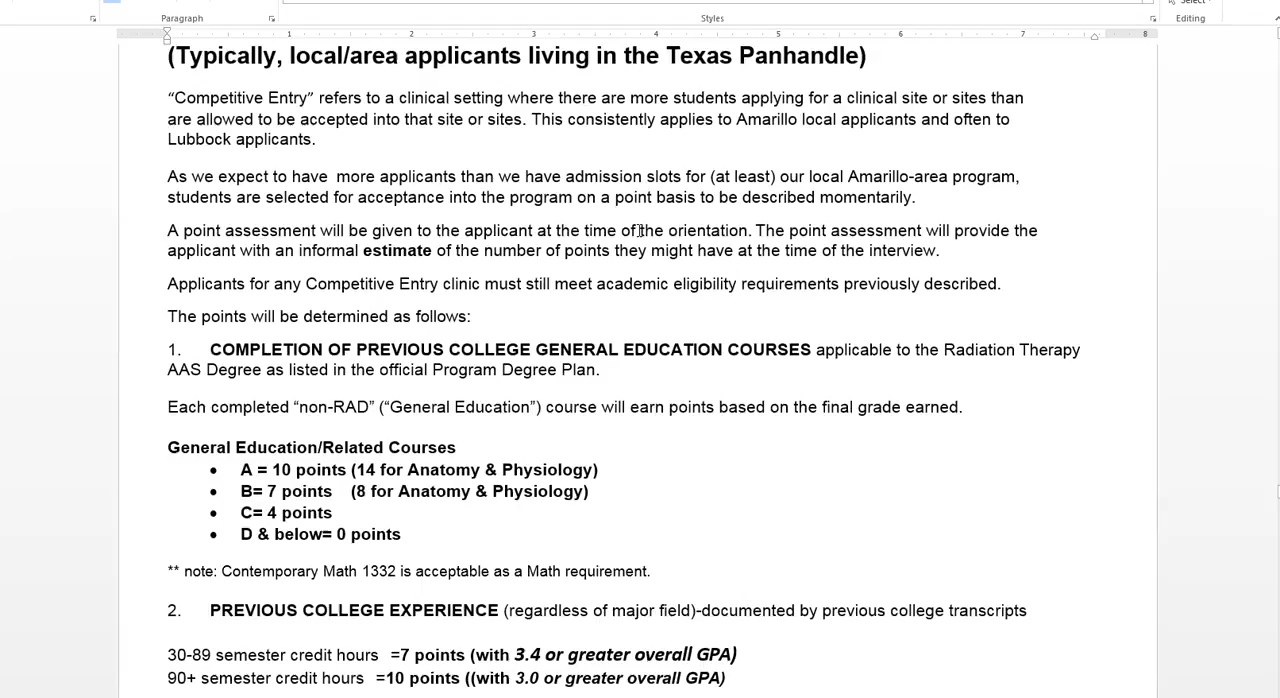 Paragraph
Styles
Select
Editing
1 2 3 4 5 6 7 8
(Typically, local/area applicants living in the Texas Panhandle)
“Competitive Entry” refers to a clinical setting where there are more students applying for a clinical site or sites than
are allowed to be accepted into that site or sites. This consistently applies to Amarillo local applicants and often to
Lubbock applicants.
As we expect to have  more applicants than we have admission slots for (at least) our local Amarillo-area program,
students are selected for acceptance into the program on a point basis to be described momentarily.
A point assessment will be given to the applicant at the time of the orientation. The point assessment will provide the
applicant with an informal estimate of the number of points they might have at the time of the interview.
Applicants for any Competitive Entry clinic must still meet academic eligibility requirements previously described.
The points will be determined as follows:
1. COMPLETION OF PREVIOUS COLLEGE GENERAL EDUCATION COURSES applicable to the Radiation Therapy
AAS Degree as listed in the official Program Degree Plan.
Each completed “non-RAD” (“General Education”) course will earn points based on the final grade earned.
General Education/Related Courses
• A = 10 points (14 for Anatomy & Physiology)
• B= 7 points (8 for Anatomy & Physiology)
• C= 4 points
• D & below= 0 points
** note: Contemporary Math 1332 is acceptable as a Math requirement.
2. PREVIOUS COLLEGE EXPERIENCE (regardless of major field)-documented by previous college transcripts
30-89 semester credit hours =7 points (with 3.4 or greater overall GPA)
90+ semester credit hours =10 points ((with 3.0 or greater overall GPA)